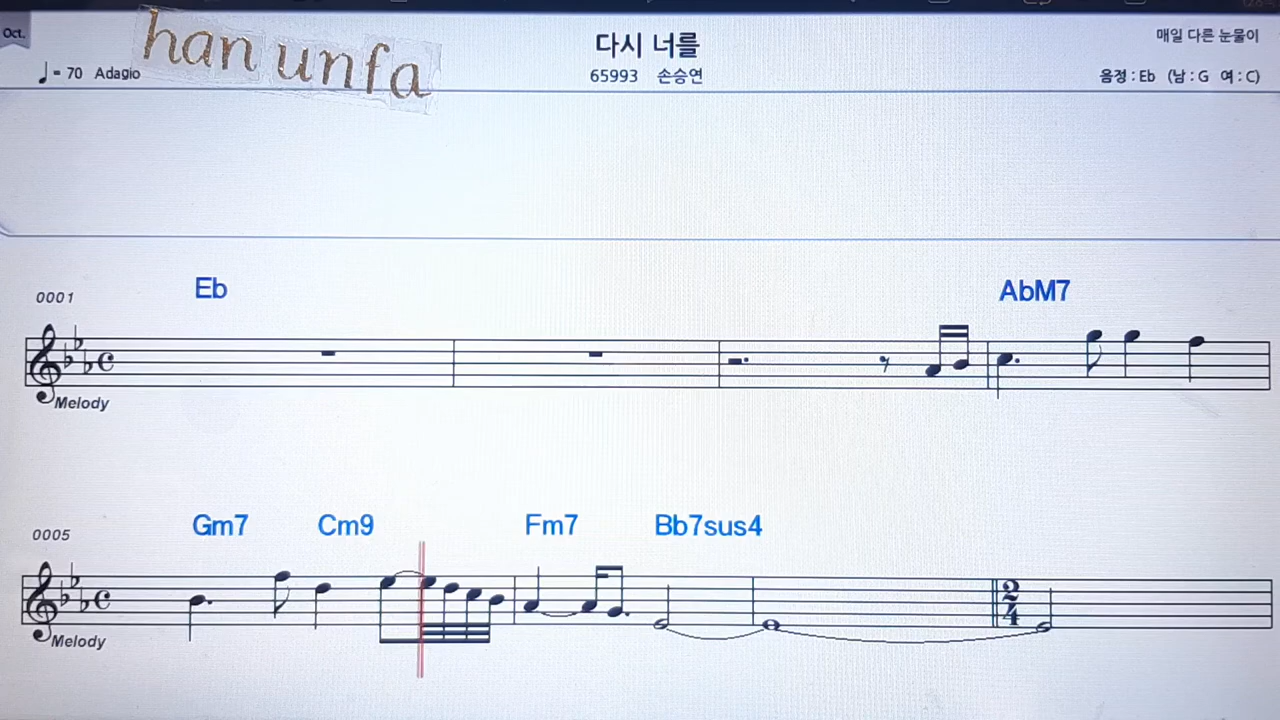 Oct.
han unfa
다시 너를
매일 다른 눈물이
♩= 70 Adagio
65993 손승연
음정 : Eb (남 : G 여 : C)
Eb AbM7
0001
Melody
Gm7 Cm9 Fm7 Bb7sus4
0005
2
4
Melody